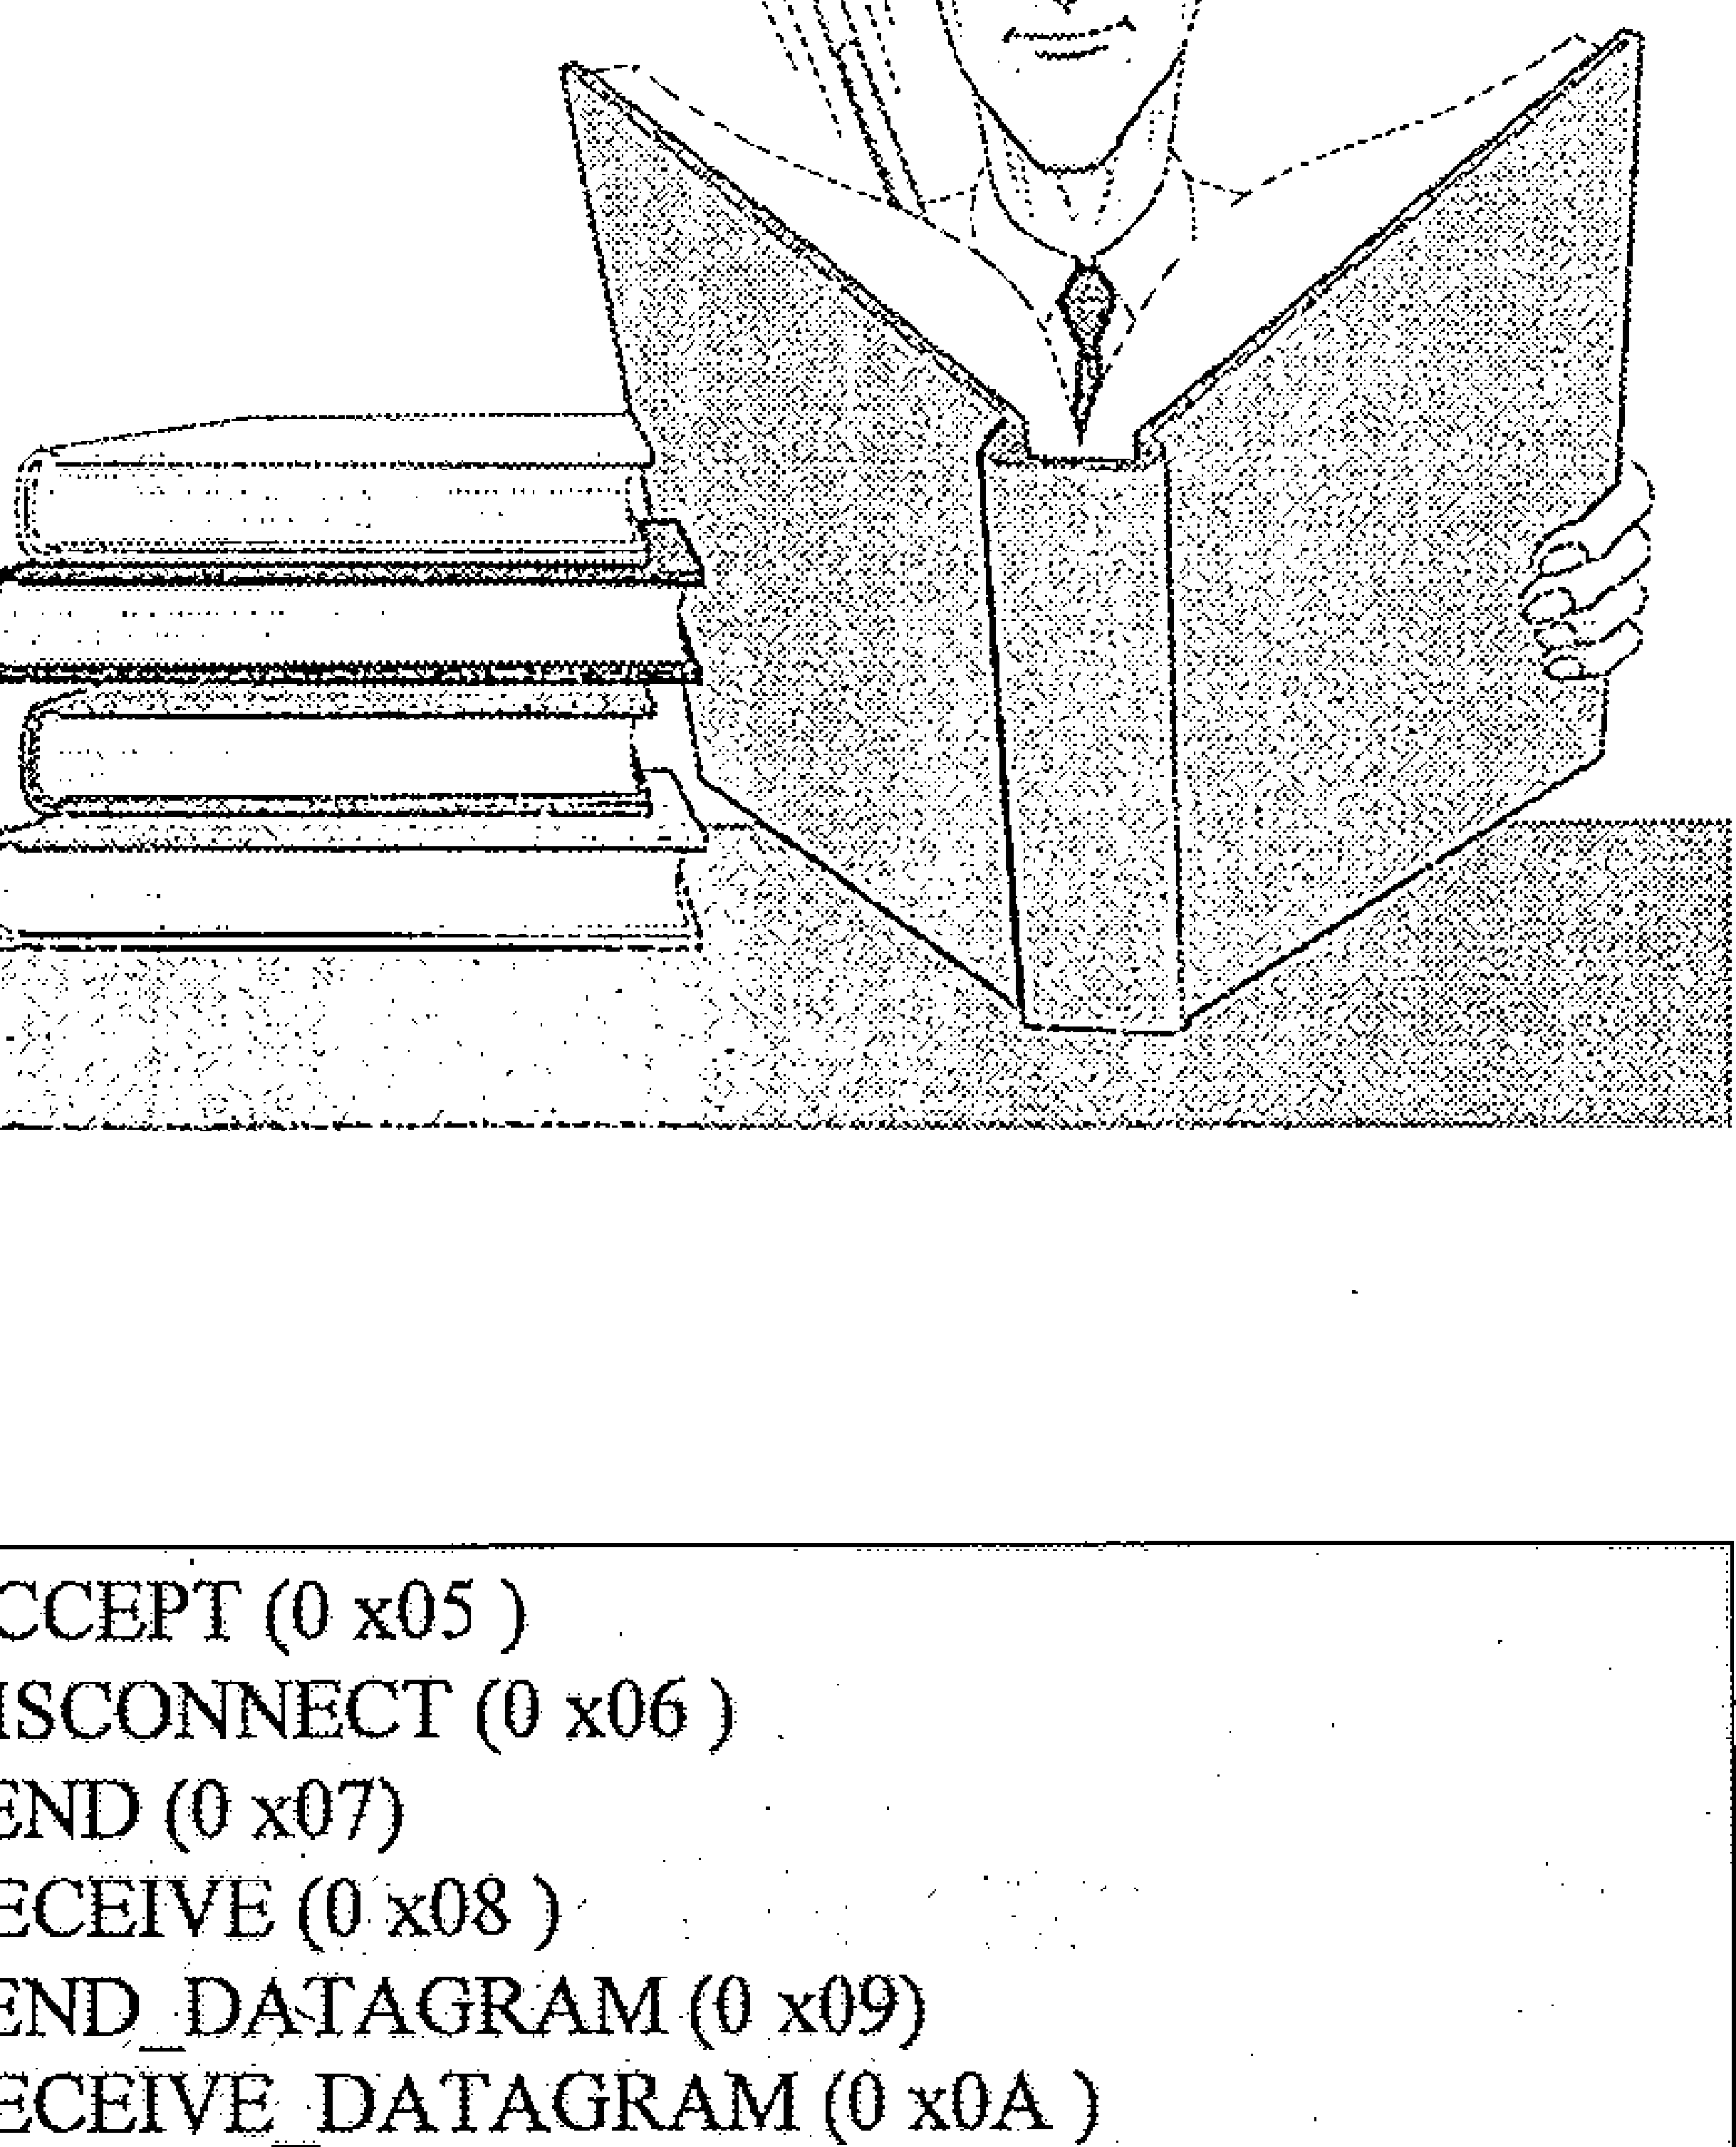 CCEPT (0 x05 )
ISCONNECT (0 x06 )
END (0 x07)
ECEIVE (0 x08 )
END_DATAGRAM (0 x09)
ECEIVE_DATAGRAM (0 x0A )